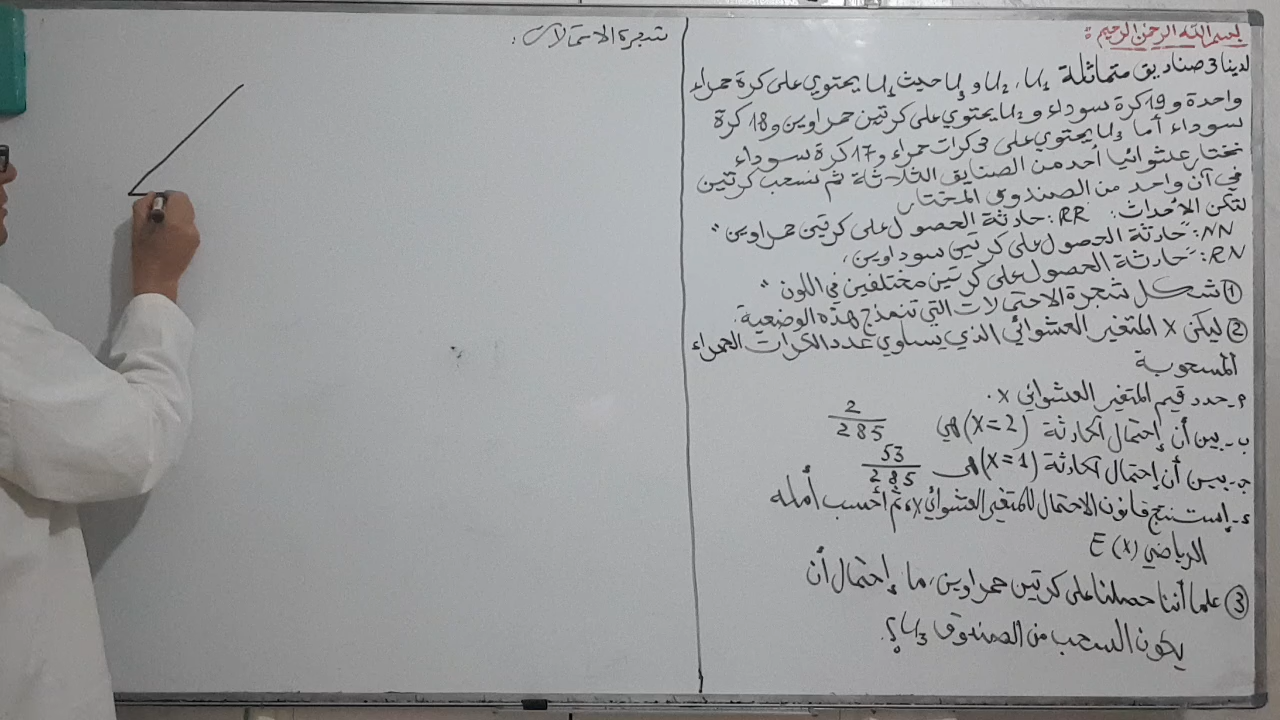 بسم الله الرحمن الرحيم :
لدينا 3 صناديق متماثلة U₁ ، U₂ و U₃ حيث U₁ يحتوي على كرة حمراء
واحدة و 19 كرة سوداء و U₂ يحتوي على كرتين حمراوين و 18 كرة
سوداء أما U₃ يحتوي على 3 كرات حمراء و 17 كرة سوداء
نختار عشوائيا أحد من الصنايق الثلاثة ثم نسحب كرتين
في آن واحد من الصندوق المختار
لتكن الأحداث: RR : حادثة الحصول على كرتين حمراوين "
NN : " حادثة الحصول على كرتين سوداوين ،
RN : " حادثة الحصول على كرتين مختلفين في اللون "
① شكل شجرة الاحتمالات التي تنمذج هذه الوضعية.
② ليكن X المتغير العشوائي الذي يساوي عدد الكرات الحمراء
المسحوبة
م- حدد قيم المتغير العشوائي X .
ب- بين أن إحتمال الحادثة (X=2) هي 2/285
ج- بين أن إحتمال الحادثة (X=1) هي 53/285
د- إستنتج قانون الاحتمال للمتغير العشوائي X، ثم أحسب أمله
الرياضي E(X)
③ علما أننا حصلنا على كرتين حمراوين، ما إحتمال أن
يكون السحب من الصندوق U₃ ؟.
شجرة الاحتمالات :